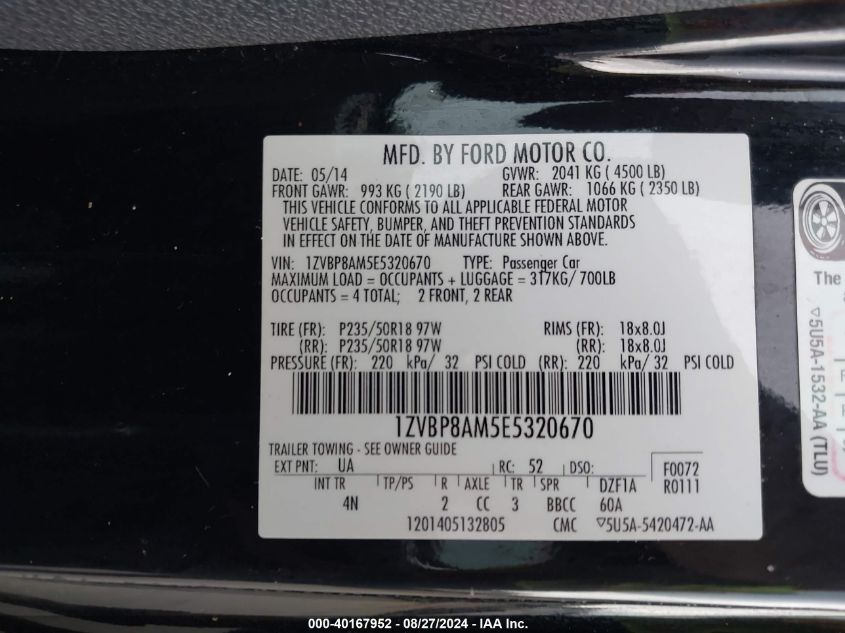 MFD. BY FORD MOTOR CO.
DATE: 05/14 GVWR: 2041 KG ( 4500 LB)
FRONT GAWR: 993 KG ( 2190 LB) REAR GAWR: 1066 KG ( 2350 LB)
THIS VEHICLE CONFORMS TO ALL APPLICABLE FEDERAL MOTOR
VEHICLE SAFETY, BUMPER, AND THEFT PREVENTION STANDARDS
IN EFFECT ON THE DATE OF MANUFACTURE SHOWN ABOVE.
VIN: 1ZVBP8AM5E5320670 TYPE: Passenger Car
MAXIMUM LOAD = OCCUPANTS + LUGGAGE = 317KG/ 700LB
OCCUPANTS = 4 TOTAL; 2 FRONT, 2 REAR
TIRE (FR): P235/50R18 97W RIMS (FR): 18x8.0J
(RR): P235/50R18 97W (RR): 18x8.0J
PRESSURE (FR): 220 kPa/ 32 PSI COLD (RR): 220 kPa/ 32 PSI COLD
1ZVBP8AM5E5320670
TRAILER TOWING - SEE OWNER GUIDE
EXT PNT: UA RC: 52 DSO: F0072
INT TR TP/PS R AXLE TR SPR DZF1A R0111
4N 2 CC 3 BBCC 60A
1201405132805 CMC ▽5U5A-5420472-AA
The
▽5U5A-1532-AA (TLU)
000-40167952 - 08/27/2024 - IAA Inc.